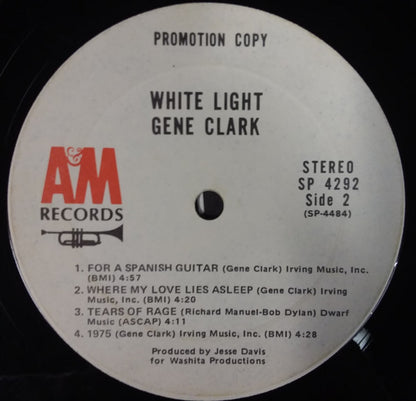 PROMOTION COPY
WHITE LIGHT
GENE CLARK
A&M
RECORDS
STEREO
SP 4292
Side 2
(SP-4484)
1. FOR A SPANISH GUITAR (Gene Clark) Irving Music, Inc.
(BMI) 4:57
2. WHERE MY LOVE LIES ASLEEP (Gene Clark) Irving
Music, Inc. (BMI) 4:20
3. TEARS OF RAGE (Richard Manuel-Bob Dylan) Dwarf
Music (ASCAP) 4:11
4. 1975 (Gene Clark) Irving Music, Inc. (BMI) 4:28
Produced by Jesse Davis
for Washita Productions